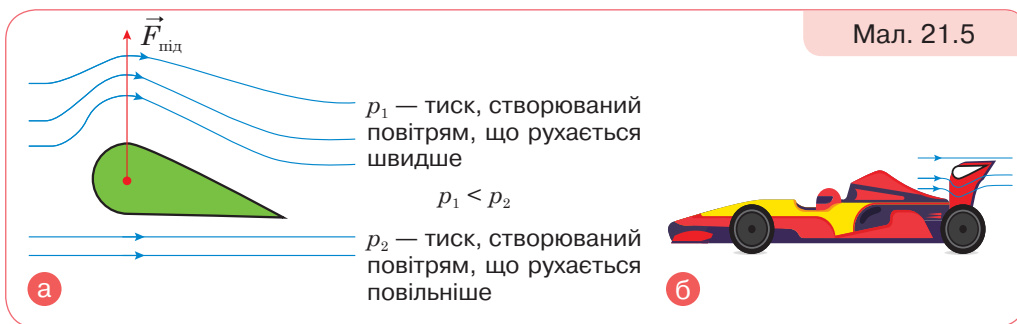 Мал. 21.5
F⃗під
p₁ — тиск, створюваний
повітрям, що рухається
швидше
p₁ < p₂
p₂ — тиск, створюваний
повітрям, що рухається
повільніше
а
б